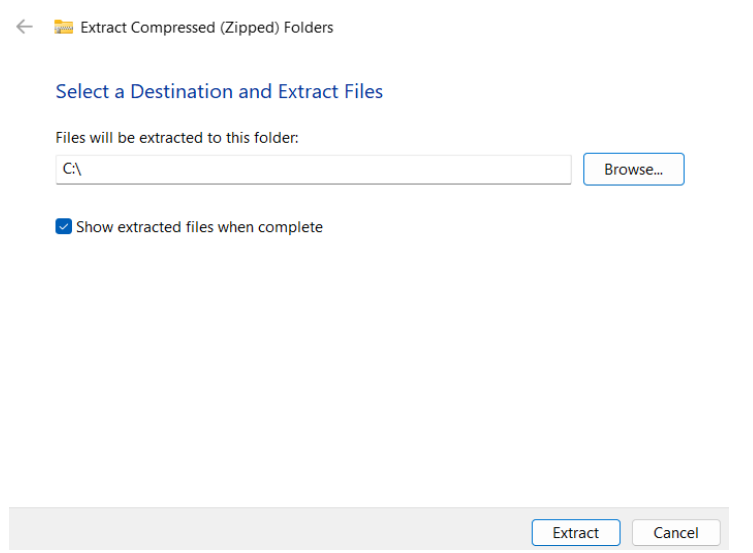 Extract Compressed (Zipped) Folders
Select a Destination and Extract Files
Files will be extracted to this folder:
C:\
Browse...
Show extracted files when complete
Extract
Cancel